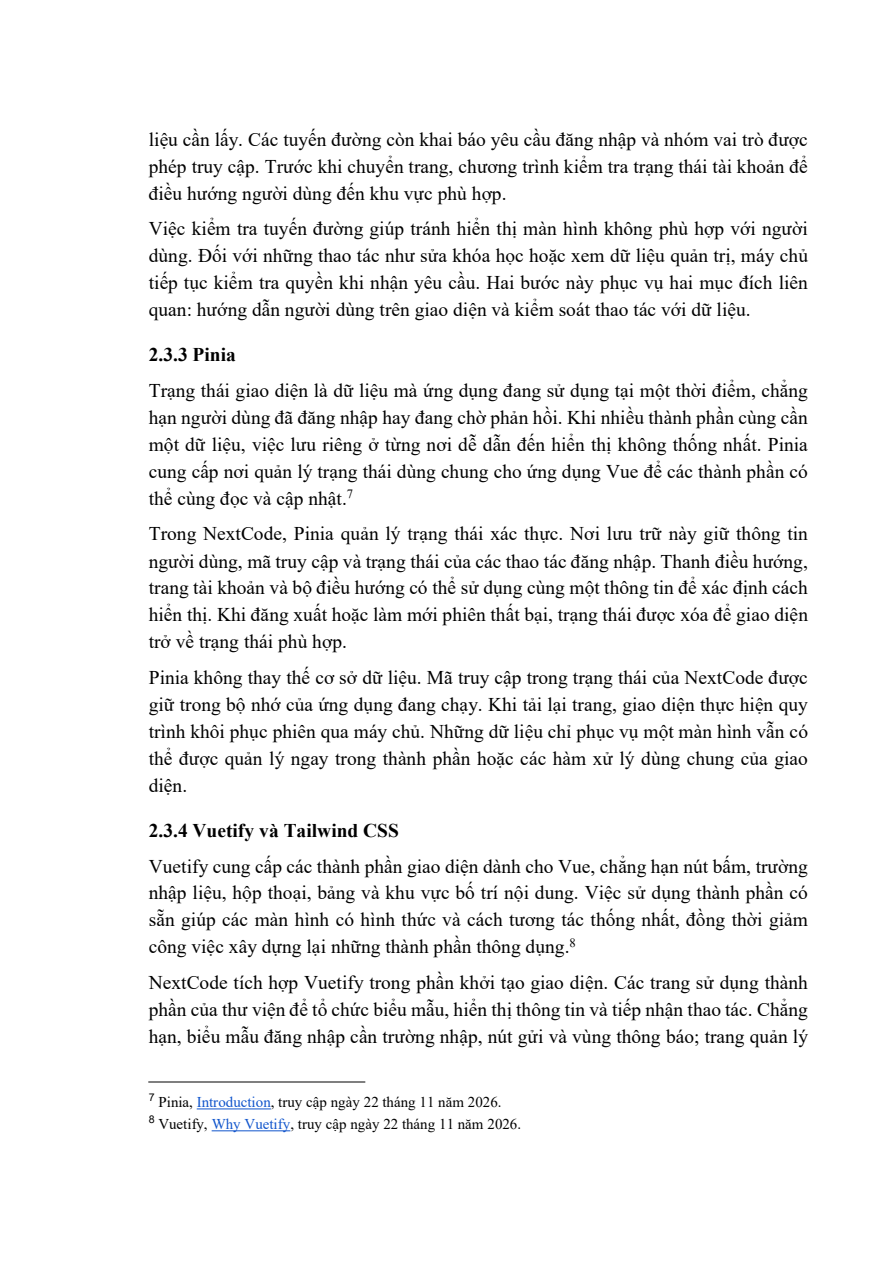 liệu cần lấy. Các tuyến đường còn khai báo yêu cầu đăng nhập và nhóm vai trò được
phép truy cập. Trước khi chuyển trang, chương trình kiểm tra trạng thái tài khoản để
điều hướng người dùng đến khu vực phù hợp.
Việc kiểm tra tuyến đường giúp tránh hiển thị màn hình không phù hợp với người
dùng. Đối với những thao tác như sửa khóa học hoặc xem dữ liệu quản trị, máy chủ
tiếp tục kiểm tra quyền khi nhận yêu cầu. Hai bước này phục vụ hai mục đích liên
quan: hướng dẫn người dùng trên giao diện và kiểm soát thao tác với dữ liệu.
2.3.3 Pinia
Trạng thái giao diện là dữ liệu mà ứng dụng đang sử dụng tại một thời điểm, chẳng
hạn người dùng đã đăng nhập hay đang chờ phản hồi. Khi nhiều thành phần cùng cần
một dữ liệu, việc lưu riêng ở từng nơi dễ dẫn đến hiển thị không thống nhất. Pinia
cung cấp nơi quản lý trạng thái dùng chung cho ứng dụng Vue để các thành phần có
thể cùng đọc và cập nhật.7
Trong NextCode, Pinia quản lý trạng thái xác thực. Nơi lưu trữ này giữ thông tin
người dùng, mã truy cập và trạng thái của các thao tác đăng nhập. Thanh điều hướng,
trang tài khoản và bộ điều hướng có thể sử dụng cùng một thông tin để xác định cách
hiển thị. Khi đăng xuất hoặc làm mới phiên thất bại, trạng thái được xóa để giao diện
trở về trạng thái phù hợp.
Pinia không thay thế cơ sở dữ liệu. Mã truy cập trong trạng thái của NextCode được
giữ trong bộ nhớ của ứng dụng đang chạy. Khi tải lại trang, giao diện thực hiện quy
trình khôi phục phiên qua máy chủ. Những dữ liệu chỉ phục vụ một màn hình vẫn có
thể được quản lý ngay trong thành phần hoặc các hàm xử lý dùng chung của giao
diện.
2.3.4 Vuetify và Tailwind CSS
Vuetify cung cấp các thành phần giao diện dành cho Vue, chẳng hạn nút bấm, trường
nhập liệu, hộp thoại, bảng và khu vực bố trí nội dung. Việc sử dụng thành phần có
sẵn giúp các màn hình có hình thức và cách tương tác thống nhất, đồng thời giảm
công việc xây dựng lại những thành phần thông dụng.8
NextCode tích hợp Vuetify trong phần khởi tạo giao diện. Các trang sử dụng thành
phần của thư viện để tổ chức biểu mẫu, hiển thị thông tin và tiếp nhận thao tác. Chẳng
hạn, biểu mẫu đăng nhập cần trường nhập, nút gửi và vùng thông báo; trang quản lý
7 Pinia, Introduction, truy cập ngày 22 tháng 11 năm 2026.
8 Vuetify, Why Vuetify, truy cập ngày 22 tháng 11 năm 2026.